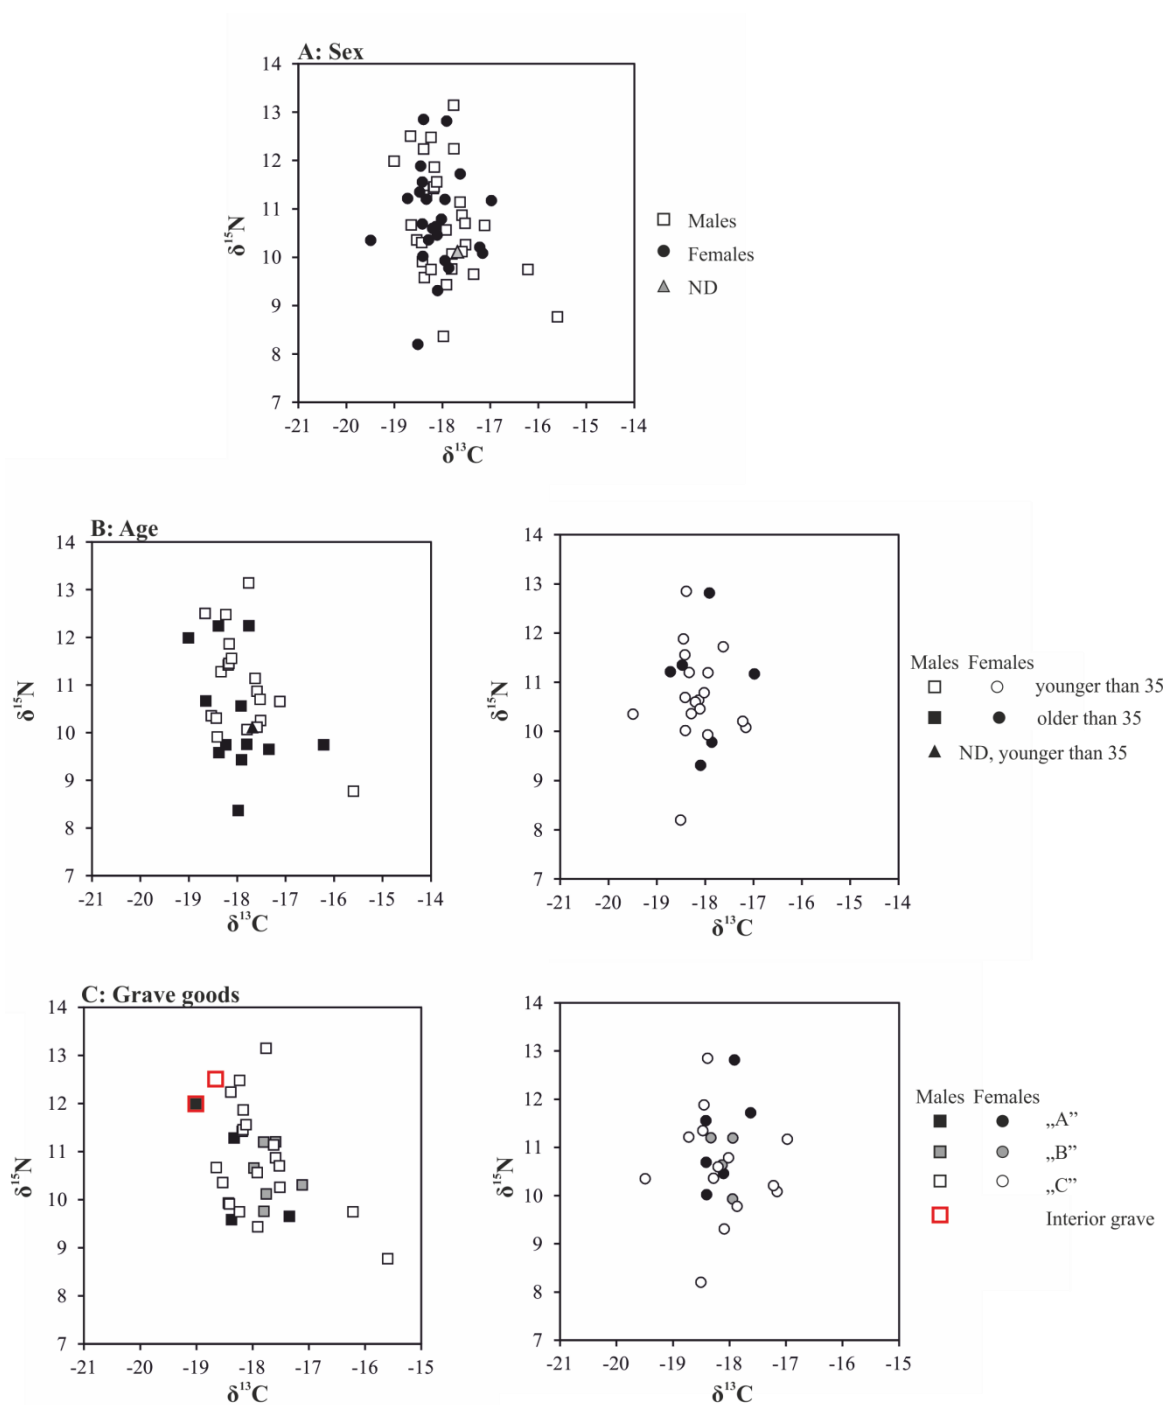 A: Sex
14
13
12
11
10
9
8
7
δ¹⁵N
-21 -20 -19 -18 -17 -16 -15 -14
δ¹³C
Males
Females
ND
B: Age
14
13
12
11
10
9
8
7
δ¹⁵N
-21 -20 -19 -18 -17 -16 -15 -14
δ¹³C
14
13
12
11
10
9
8
7
δ¹⁵N
-21 -20 -19 -18 -17 -16 -15 -14
δ¹³C
Males Females
younger than 35
older than 35
ND, younger than 35
C: Grave goods
14
13
12
11
10
9
8
7
δ¹⁵N
-21 -20 -19 -18 -17 -16 -15
δ¹³C
14
13
12
11
10
9
8
7
δ¹⁵N
-21 -20 -19 -18 -17 -16 -15
δ¹³C
Males Females
„A”
„B”
„C”
Interior grave